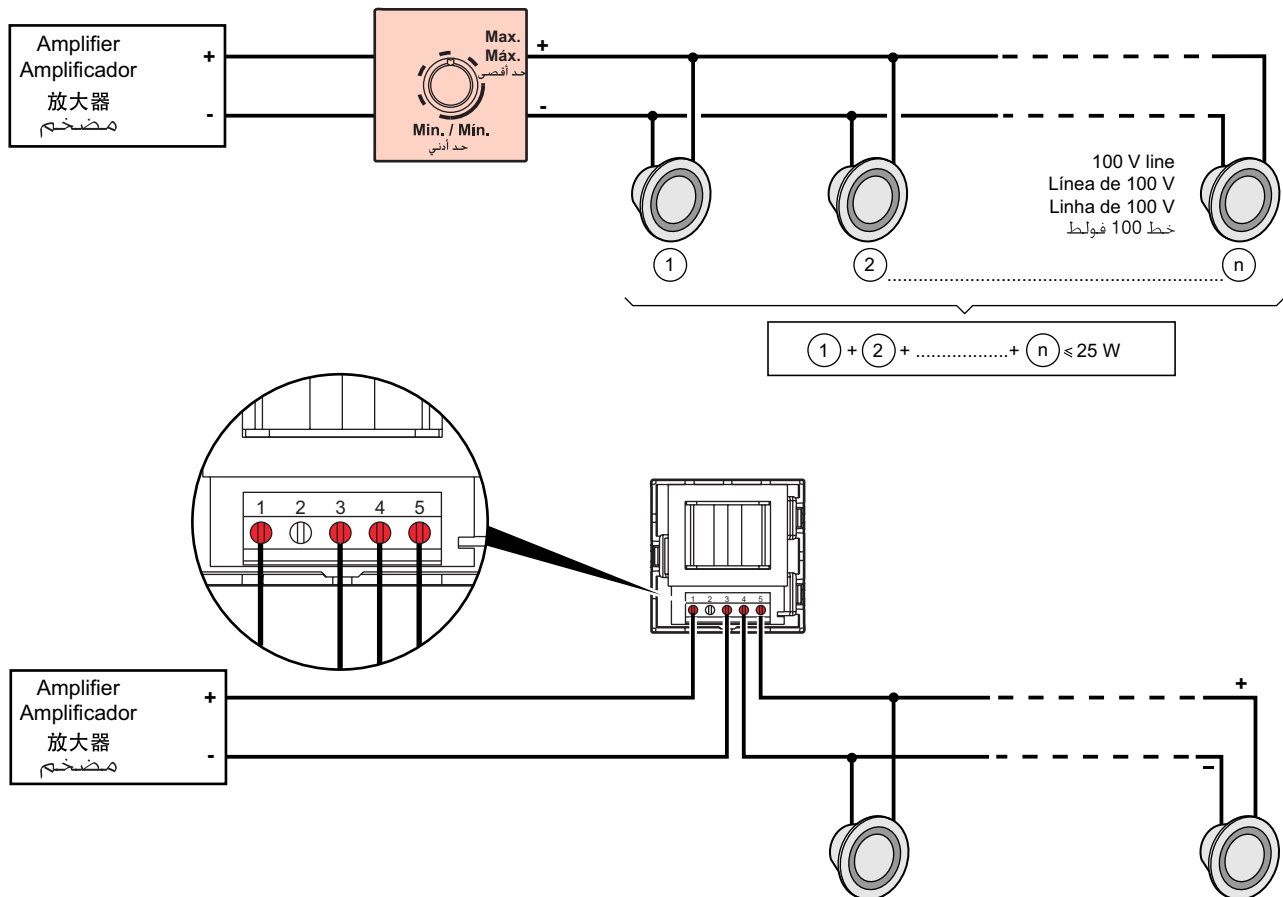 Amplifier
Amplificador
放大器
مضخم
+
-
Max.
Máx.
حد أقصى
Min. / Mín.
حد أدني
+
-
100 V line
Línea de 100 V
Linha de 100 V
خط 100 فولط
1
2
n
1 + 2 + ..................+ n ⩽ 25 W
1 2 3 4 5
1 2 3 4 5
Amplifier
Amplificador
放大器
مضخم
+
-
+
–